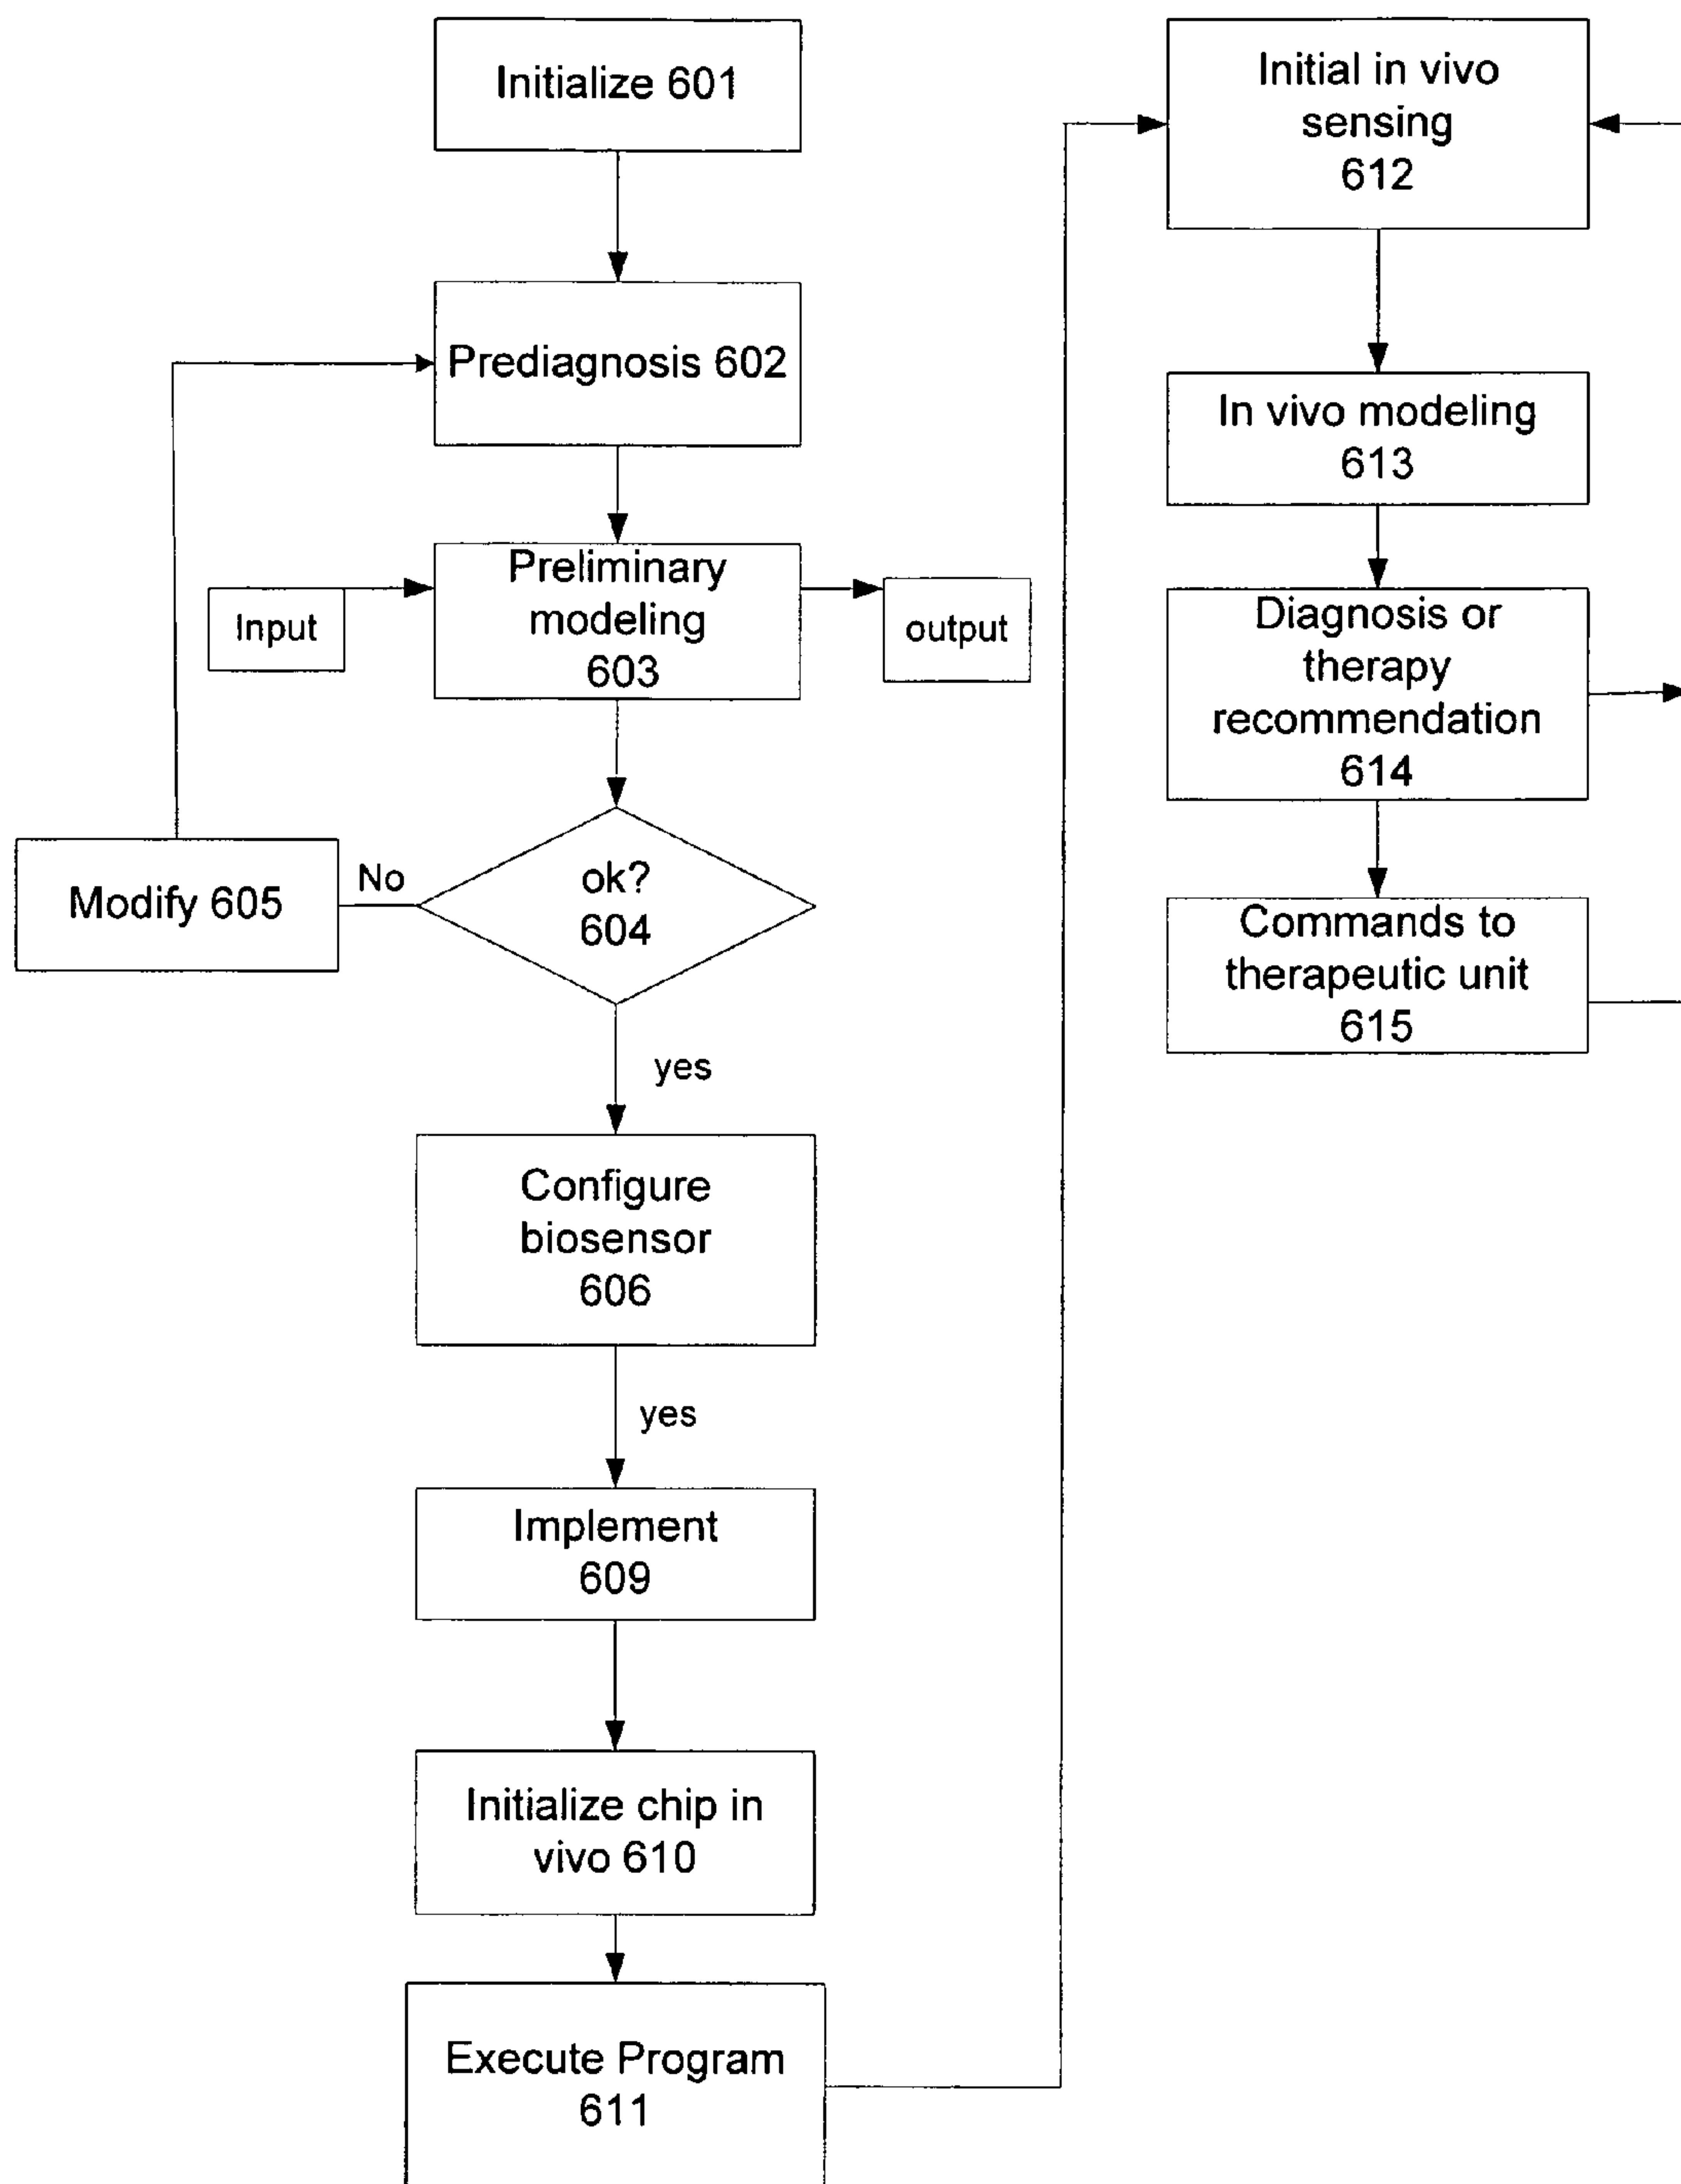 Initialize 601
Prediagnosis 602
Preliminary
modeling
603
Input
output
ok?
604
No
Modify 605
yes
Configure
biosensor
606
yes
Implement
609
Initialize chip in
vivo 610
Execute Program
611
Initial in vivo
sensing
612
In vivo modeling
613
Diagnosis or
therapy
recommendation
614
Commands to
therapeutic unit
615